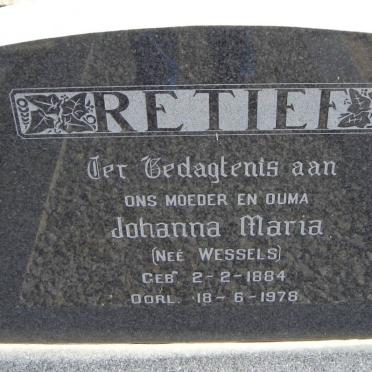 RETIEF
Ter Gedagtenis aan
ONS MOEDER EN OUMA
Johanna Maria
(NEÉ WESSELS)
GEB 2-2-1884
OORL. 18-6-1978